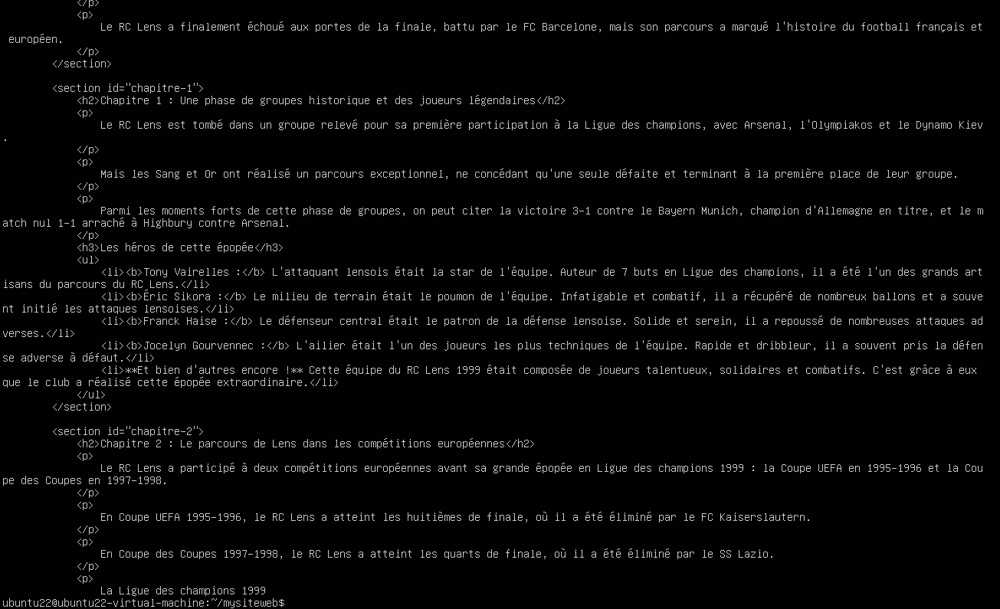 </p>
<p>
Le RC Lens a finalement échoué aux portes de la finale, battu par le FC Barcelone, mais son parcours a marqué l'histoire du football français et
européen.
</p>
</section>
<section id="chapitre-1">
<h2>Chapitre 1 : Une phase de groupes historique et des joueurs légendaires</h2>
<p>
Le RC Lens est tombé dans un groupe relevé pour sa première participation à la Ligue des champions, avec Arsenal, l'Olympiakos et le Dynamo Kiev
.
</p>
<p>
Mais les Sang et Or ont réalisé un parcours exceptionnel, ne concédant qu'une seule défaite et terminant à la première place de leur groupe.
</p>
<p>
Parmi les moments forts de cette phase de groupes, on peut citer la victoire 3-1 contre le Bayern Munich, champion d'Allemagne en titre, et le m
atch nul 1-1 arraché à Highbury contre Arsenal.
</p>
<h3>Les héros de cette épopée</h3>
<ul>
<li><b>Tony Vairelles :</b> L'attaquant lensois était la star de l'équipe. Auteur de 7 buts en Ligue des champions, il a été l'un des grands art
isans du parcours du RC Lens.</li>
<li><b>Éric Sikora :</b> Le milieu de terrain était le poumon de l'équipe. Infatigable et combatif, il a récupéré de nombreux ballons et a souve
nt initié les attaques lensoises.</li>
<li><b>Franck Haise :</b> Le défenseur central était le patron de la défense lensoise. Solide et serein, il a repoussé de nombreuses attaques ad
verses.</li>
<li><b>Jocelyn Gourvennec :</b> L'ailier était l'un des joueurs les plus techniques de l'équipe. Rapide et dribbleur, il a souvent pris la défen
se adverse à défaut.</li>
<li>**Et bien d'autres encore !** Cette équipe du RC Lens 1999 était composée de joueurs talentueux, solidaires et combatifs. C'est grâce à eux
que le club a réalisé cette épopée extraordinaire.</li>
</ul>
</section>
<section id="chapitre-2">
<h2>Chapitre 2 : Le parcours de Lens dans les compétitions européennes</h2>
<p>
Le RC Lens a participé à deux compétitions européennes avant sa grande épopée en Ligue des champions 1999 : la Coupe UEFA en 1995-1996 et la Cou
pe des Coupes en 1997-1998.
</p>
<p>
En Coupe UEFA 1995-1996, le RC Lens a atteint les huitièmes de finale, où il a été éliminé par le FC Kaiserslautern.
</p>
<p>
En Coupe des Coupes 1997-1998, le RC Lens a atteint les quarts de finale, où il a été éliminé par le SS Lazio.
</p>
<p>
La Ligue des champions 1999
ubuntu22@ubuntu22-virtual-machine:~/mysiteweb$